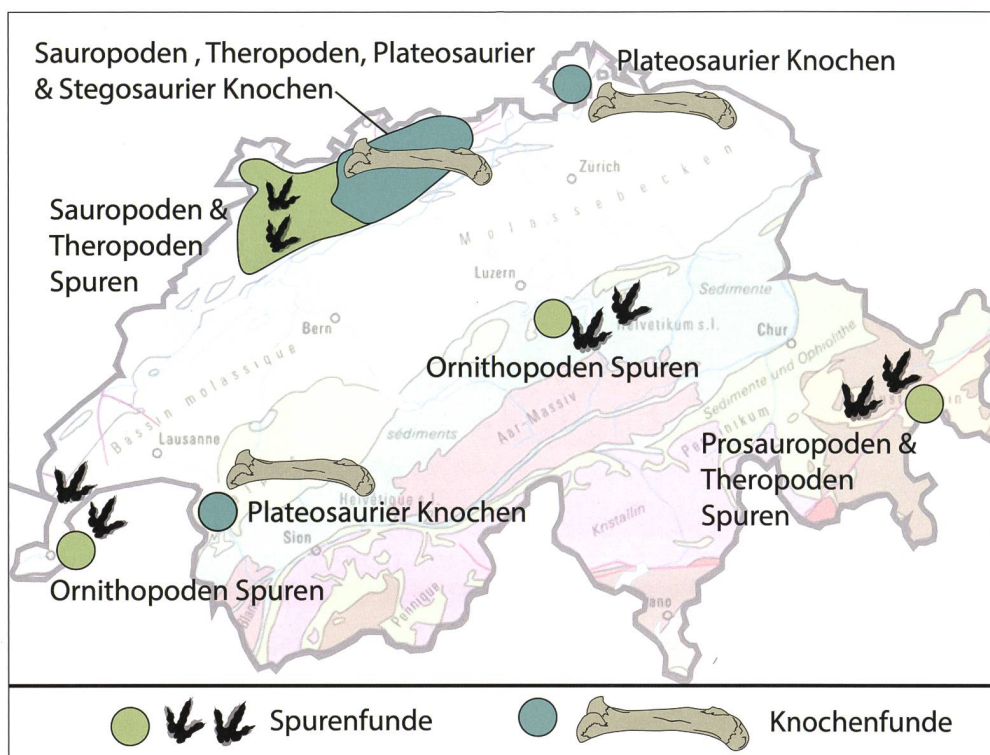 Sauropoden , Theropoden, Plateosaurier
& Stegosaurier Knochen
Plateosaurier Knochen
Zürich
Sauropoden &
Theropoden
Spuren
Molassebecken
Luzern
Sedimente
Bern
Helvetikum s.l.
Chur
Ornithopoden Spuren
Bassin molassique
Sedimente und Ophiolithe
Aar-Massiv
Penninikum
Lausanne
sédiments
Prosauropoden &
Theropoden
Spuren
Helvetique s.l.
Plateosaurier Knochen
Kristallin
Sion
Ornithopoden Spuren
Pennique
Spurenfunde
Knochenfunde